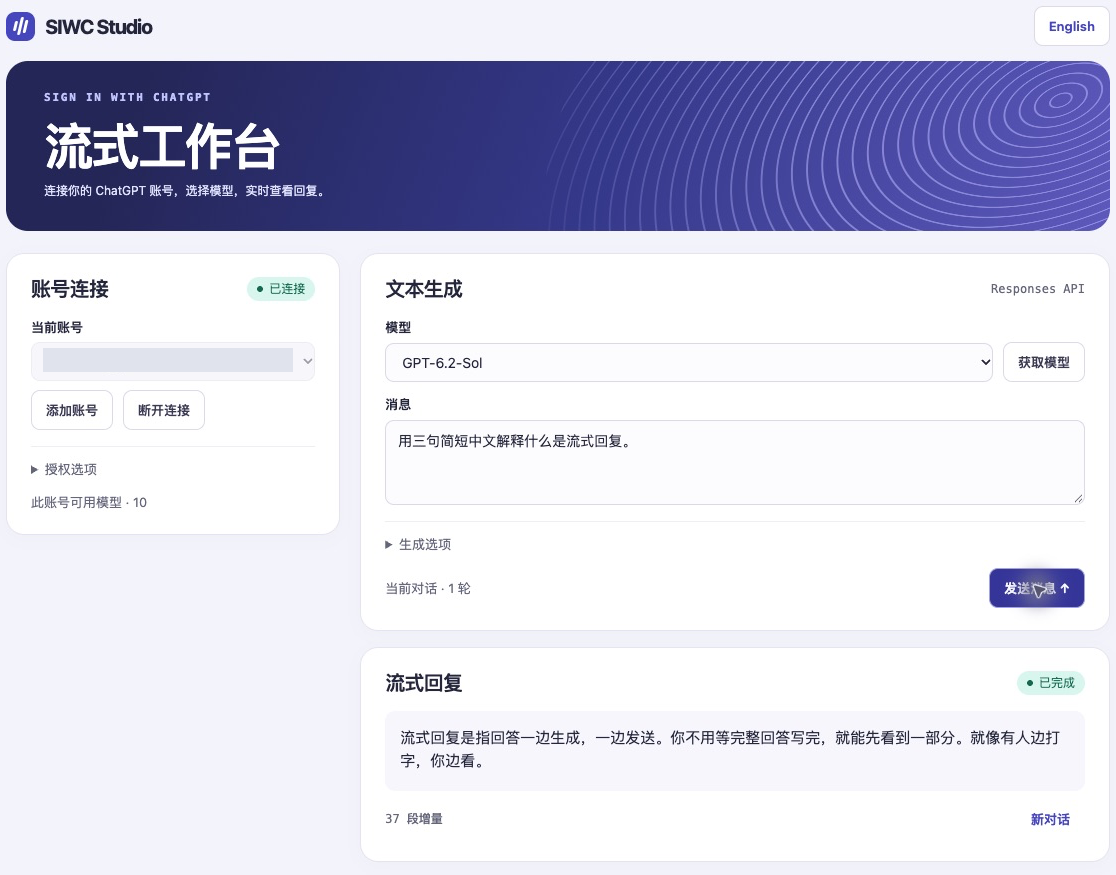 SIWC Studio
English
SIGN IN WITH CHATGPT
流式工作台
连接你的 ChatGPT 账号，选择模型，实时查看回复。
账号连接
已连接
当前账号
添加账号
断开连接
授权选项
此账号可用模型 · 10
文本生成
Responses API
模型
GPT-6.2-Sol
获取模型
消息
用三句简短中文解释什么是流式回复。
生成选项
当前对话 · 1 轮
发送消息 ↑
流式回复
已完成
流式回复是指回答一边生成，一边发送。你不用等完整回答写完，就能先看到一部分。就像有人边打
字，你边看。
37 段增量
新对话